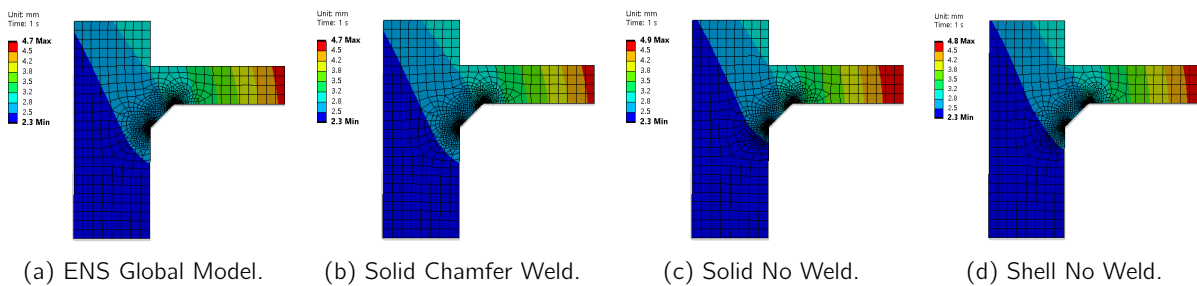 Unit: mm
Time: 1 s
4.7 Max
4.5
4.2
3.8
3.5
3.2
2.8
2.5
2.3 Min
(a) ENS Global Model.
Unit: mm
Time: 1 s
4.7 Max
4.5
4.2
3.8
3.5
3.2
2.8
2.5
2.3 Min
(b) Solid Chamfer Weld.
Unit: mm
Time: 1 s
4.9 Max
4.5
4.2
3.8
3.5
3.2
2.8
2.5
2.3 Min
(c) Solid No Weld.
Unit: mm
Time: 1 s
4.8 Max
4.5
4.2
3.8
3.5
3.2
2.8
2.5
2.3 Min
(d) Shell No Weld.